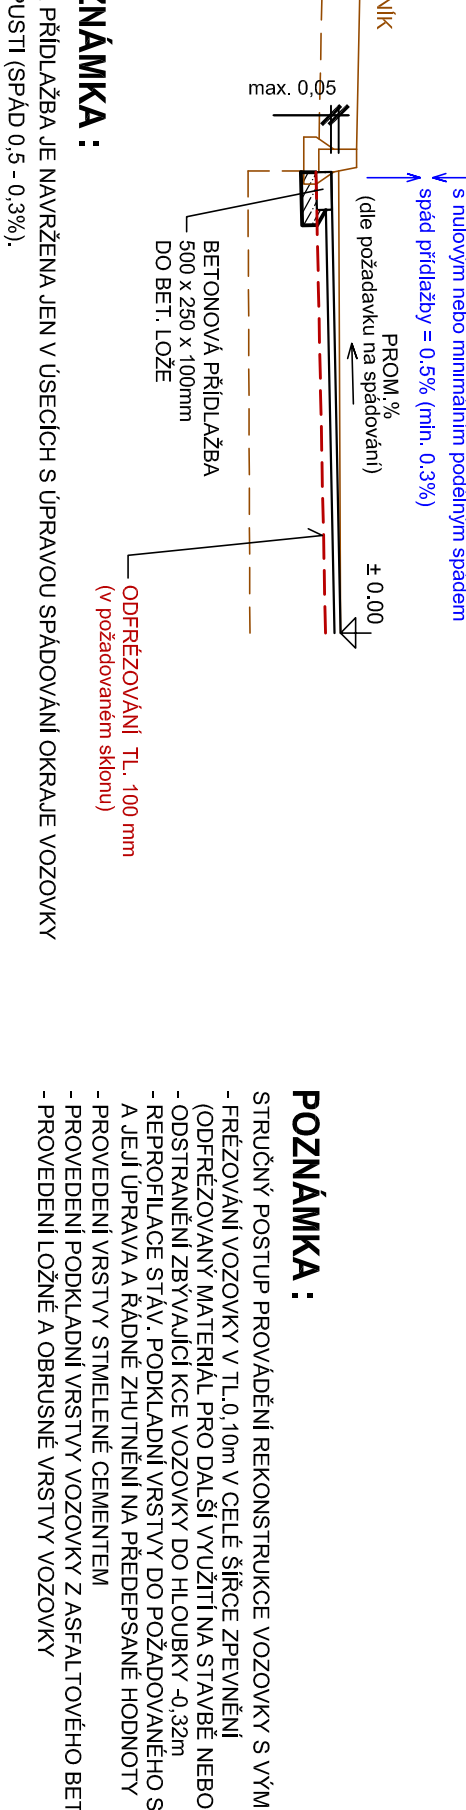 NÍK
max. 0,05
s nulovým nebo minimálním podélným spádem
spád přídlažby = 0.5% (min. 0.3%)
PROM.%
(dle požadavku na spádování)
± 0.00
BETONOVÁ PŘÍDLAŽBA
500 x 250 x 100mm
DO BET. LOŽE
ODFRÉZOVÁNÍ TL. 100 mm
(v požadovaném sklonu)
ZNÁMKA :
PŘÍDLAŽBA JE NAVRŽENA JEN V ÚSECÍCH S ÚPRAVOU SPÁDOVÁNÍ OKRAJE VOZOVKY
PUSTI (SPÁD 0,5 - 0,3%).
POZNÁMKA :
STRUČNÝ POSTUP PROVÁDĚNÍ REKONSTRUKCE VOZOVKY S VÝM
- FRÉZOVÁNÍ VOZOVKY V TL.0,10m V CELÉ ŠÍŘCE ZPEVNĚNÍ
(ODFRÉZOVANÝ MATERIÁL PRO DALŠÍ VYUŽITÍ NA STAVBĚ NEBO
- ODSTRANĚNÍ ZBÝVAJÍCÍ KCE VOZOVKY DO HLOUBKY -0,32m
- REPROFILACE STÁV. PODKLADNÍ VRSTVY DO POŽADOVANÉHO S
A JEJÍ ÚPRAVA A ŘÁDNÉ ZHUTNĚNÍ NA PŘEDEPSANÉ HODNOTY
- PROVEDENÍ VRSTVY STMELENÉ CEMENTEM
- PROVEDENÍ PODKLADNÍ VRSTVY VOZOVKY Z ASFALTOVÉHO BET
- PROVEDENÍ LOŽNÉ A OBRUSNÉ VRSTVY VOZOVKY